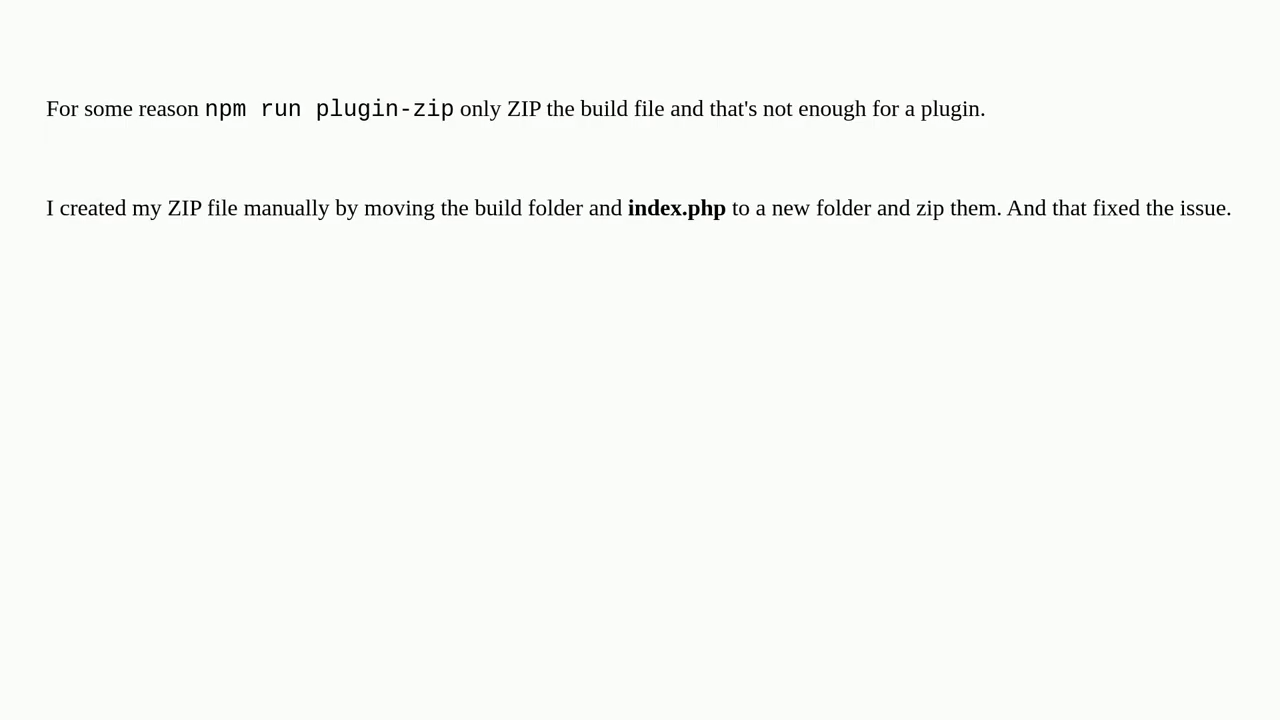 For some reason npm run plugin-zip only ZIP the build file and that's not enough for a plugin.
I created my ZIP file manually by moving the build folder and index.php to a new folder and zip them. And that fixed the issue.